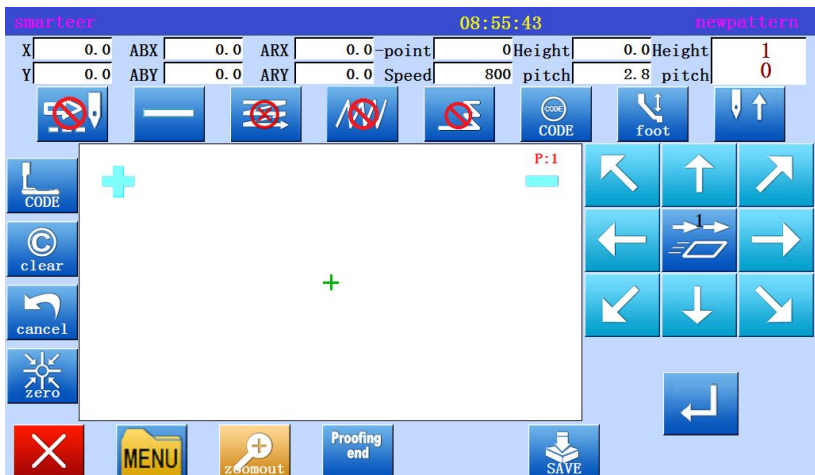 smarteer 08:55:43 newpattern
X 0.0 ABX 0.0 ARX 0.0 -point 0 Height 0.0 Height 1
Y 0.0 ABY 0.0 ARY 0.0 Speed 800 pitch 2.8 pitch 0
CODE
CODE foot
P:1
CODE
1
C
clear
cancel
zero
MENU
zoomout
Proofing
end
SAVE